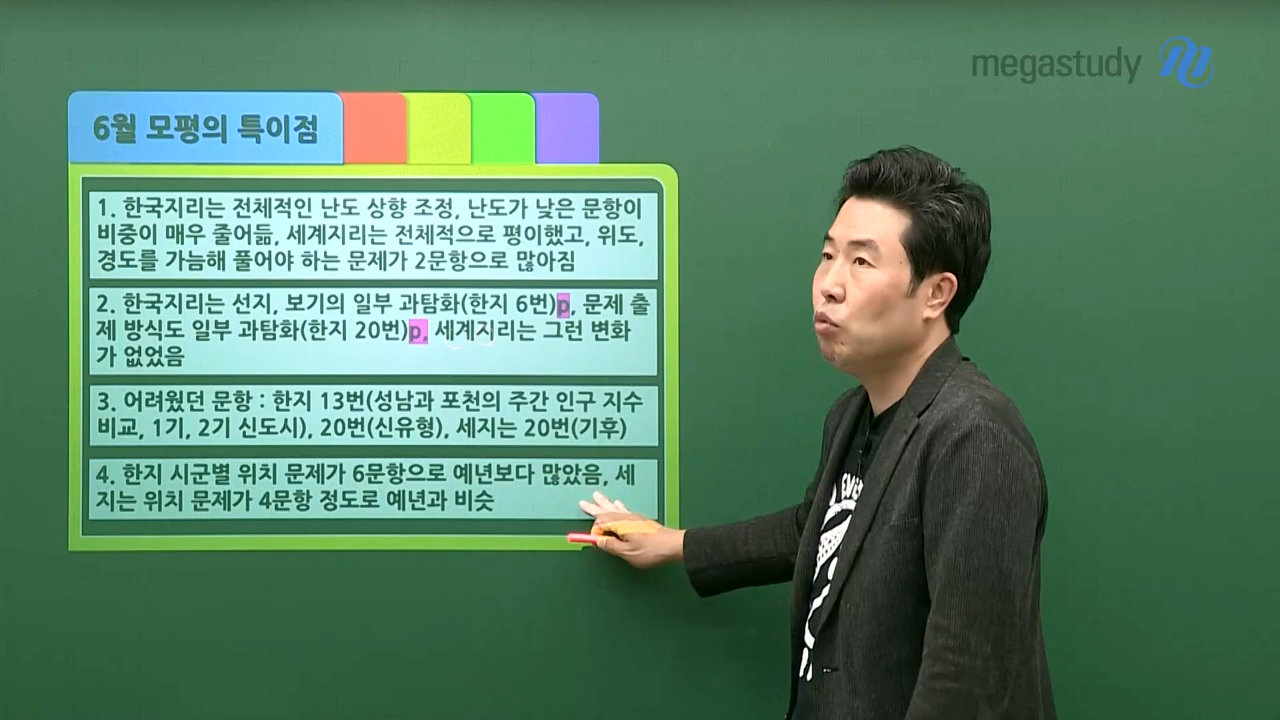 megastudy
6월 모평의 특이점
1. 한국지리는 전체적인 난도 상향 조정, 난도가 낮은 문항이
비중이 매우 줄어듦, 세계지리는 전체적으로 평이했고, 위도,
경도를 가늠해 풀어야 하는 문제가 2문항으로 많아짐
2. 한국지리는 선지, 보기의 일부 과탐화(한지 6번)p, 문제 출
제 방식도 일부 과탐화(한지 20번)p, 세계지리는 그런 변화
가 없었음
3. 어려웠던 문항 : 한지 13번(성남과 포천의 주간 인구 지수
비교, 1기, 2기 신도시), 20번(신유형), 세지는 20번(기후)
4. 한지 시군별 위치 문제가 6문항으로 예년보다 많았음, 세
지는 위치 문제가 4문항 정도로 예년과 비슷